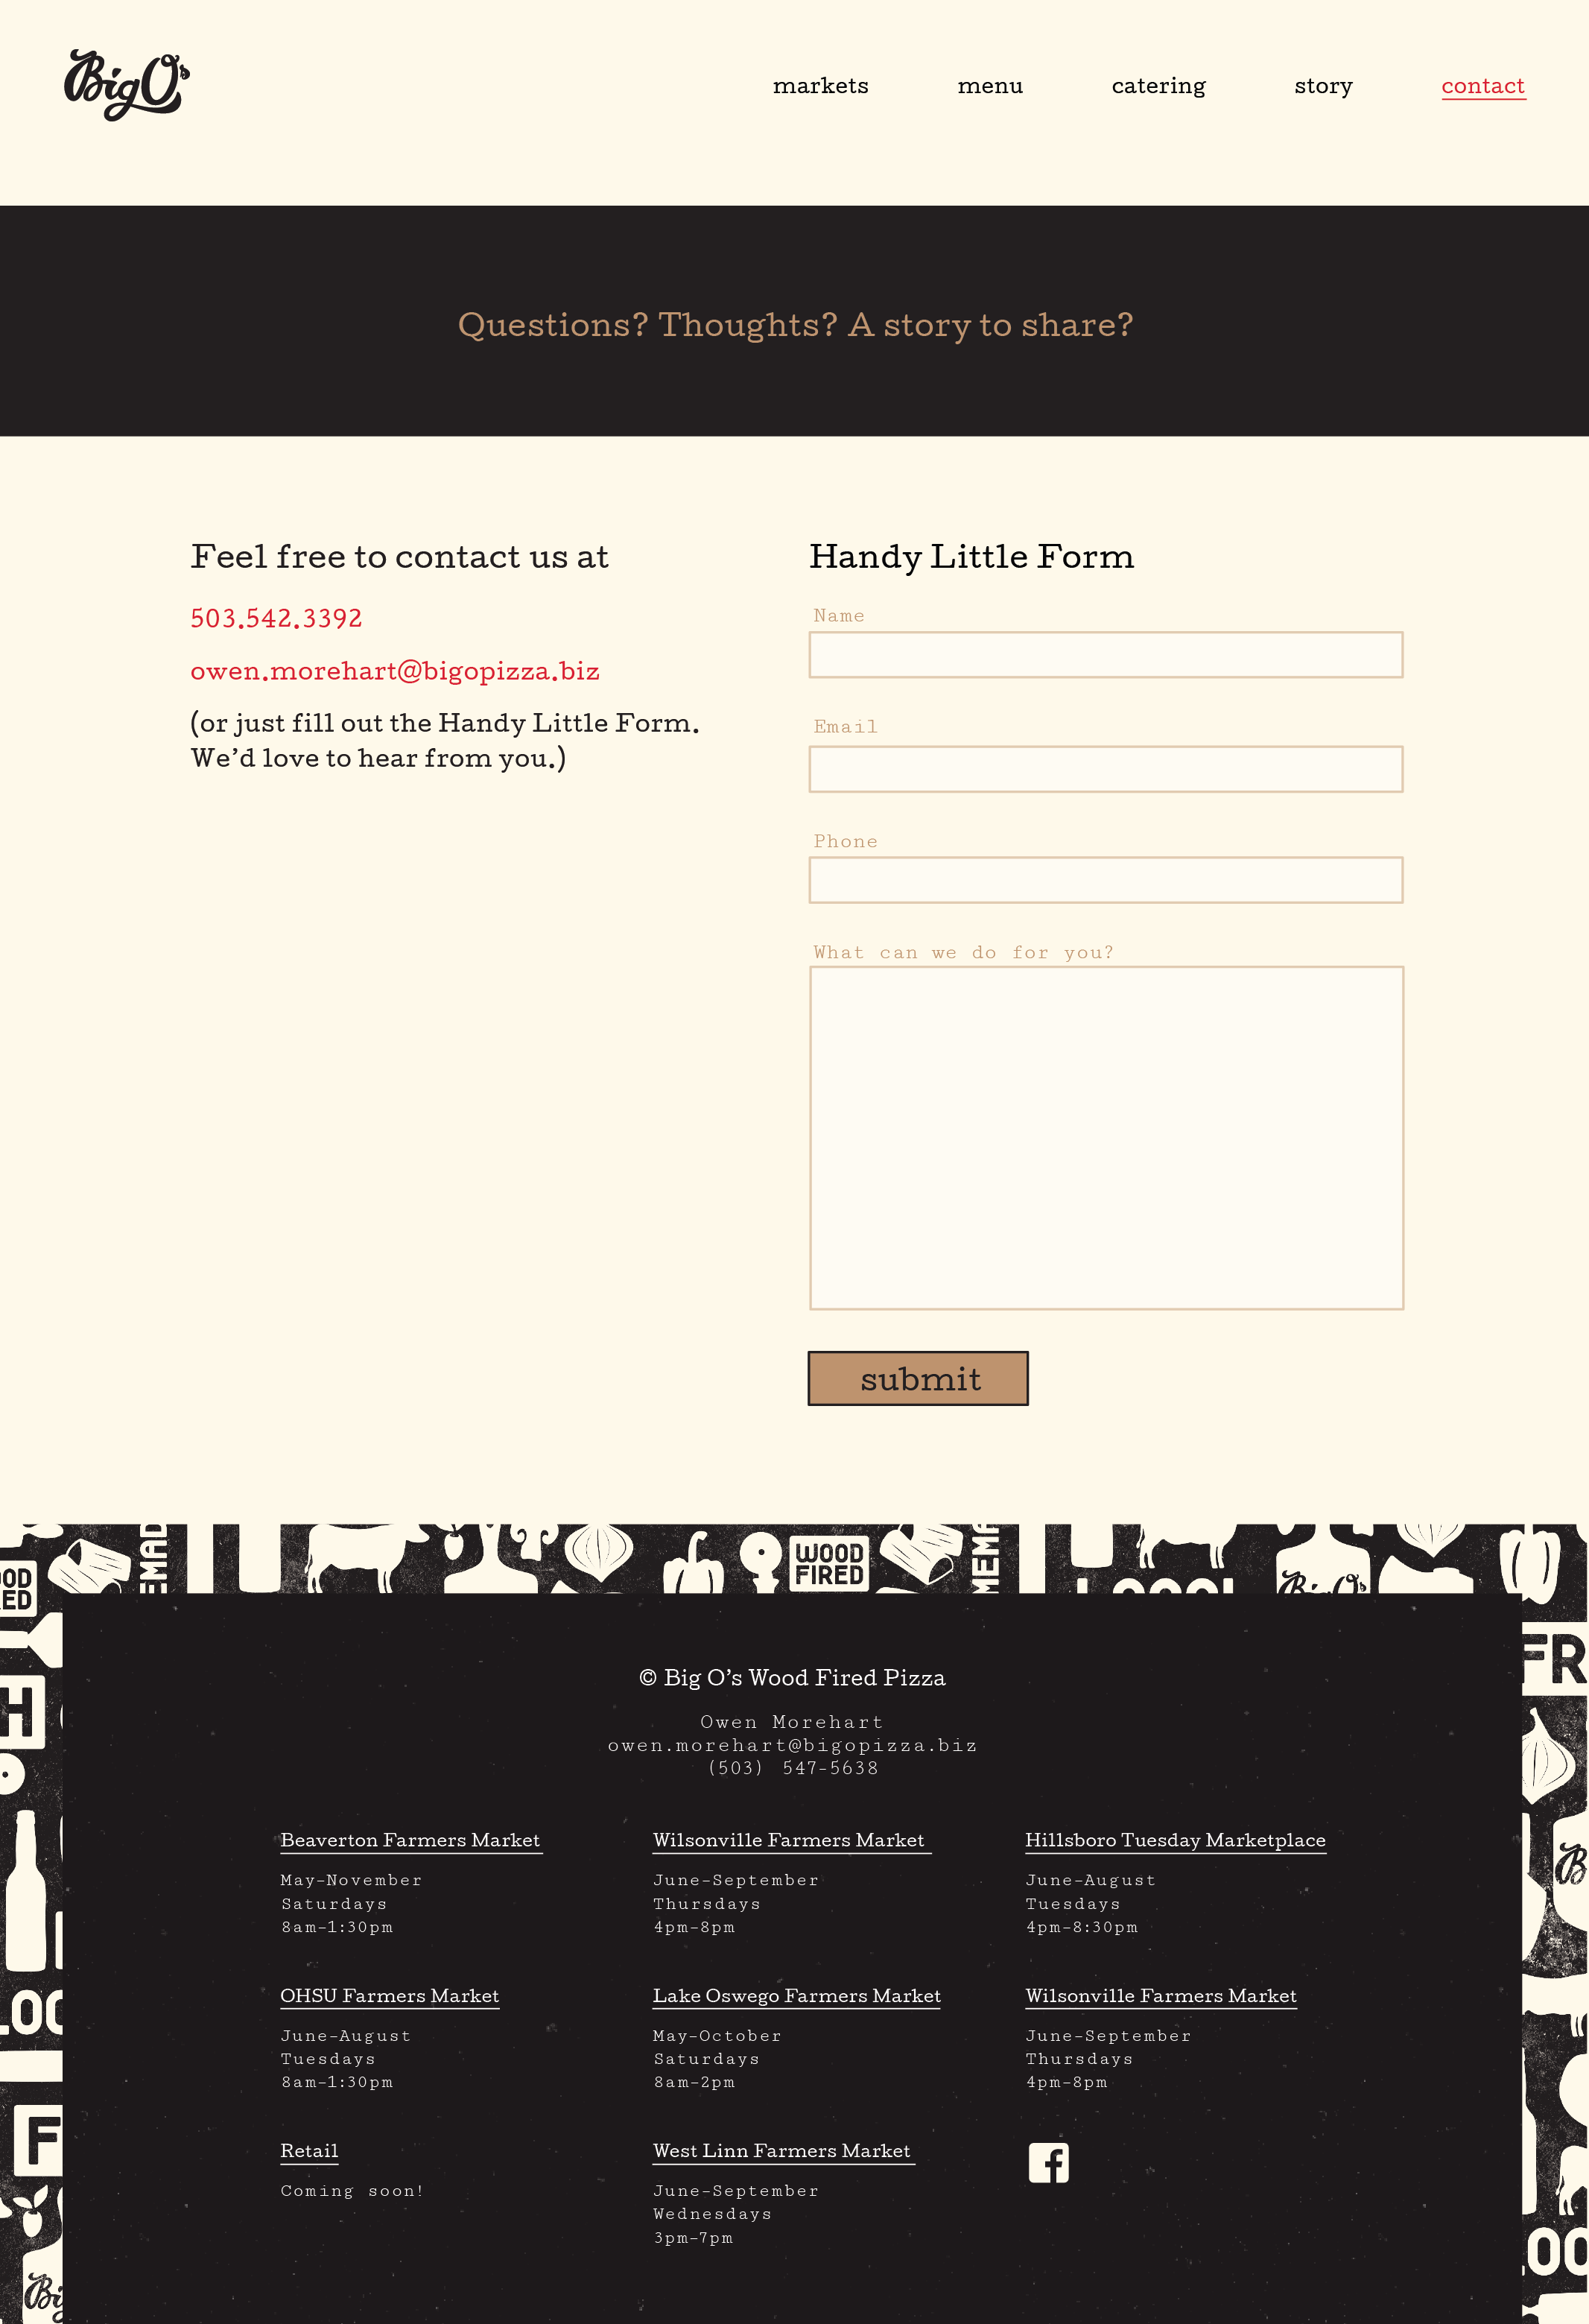 Big O's
markets menu catering story contact
Questions? Thoughts? A story to share?
Feel free to contact us at
503.542.3392
owen.morehart@bigopizza.biz
(or just fill out the Handy Little Form.
We’d love to hear from you.)
Handy Little Form
Name
Email
Phone
What can we do for you?
submit
WOOD
FIRED
Big O's
FR
H
F
© Big O’s Wood Fired Pizza
Owen Morehart
owen.morehart@bigopizza.biz
(503) 547-5638
Beaverton Farmers Market
May-November
Saturdays
8am-1:30pm
Wilsonville Farmers Market
June-September
Thursdays
4pm-8pm
Hillsboro Tuesday Marketplace
June-August
Tuesdays
4pm-8:30pm
OHSU Farmers Market
June-August
Tuesdays
8am-1:30pm
Lake Oswego Farmers Market
May-October
Saturdays
8am-2pm
Wilsonville Farmers Market
June-September
Thursdays
4pm-8pm
Retail
Coming soon!
West Linn Farmers Market
June-September
Wednesdays
3pm-7pm